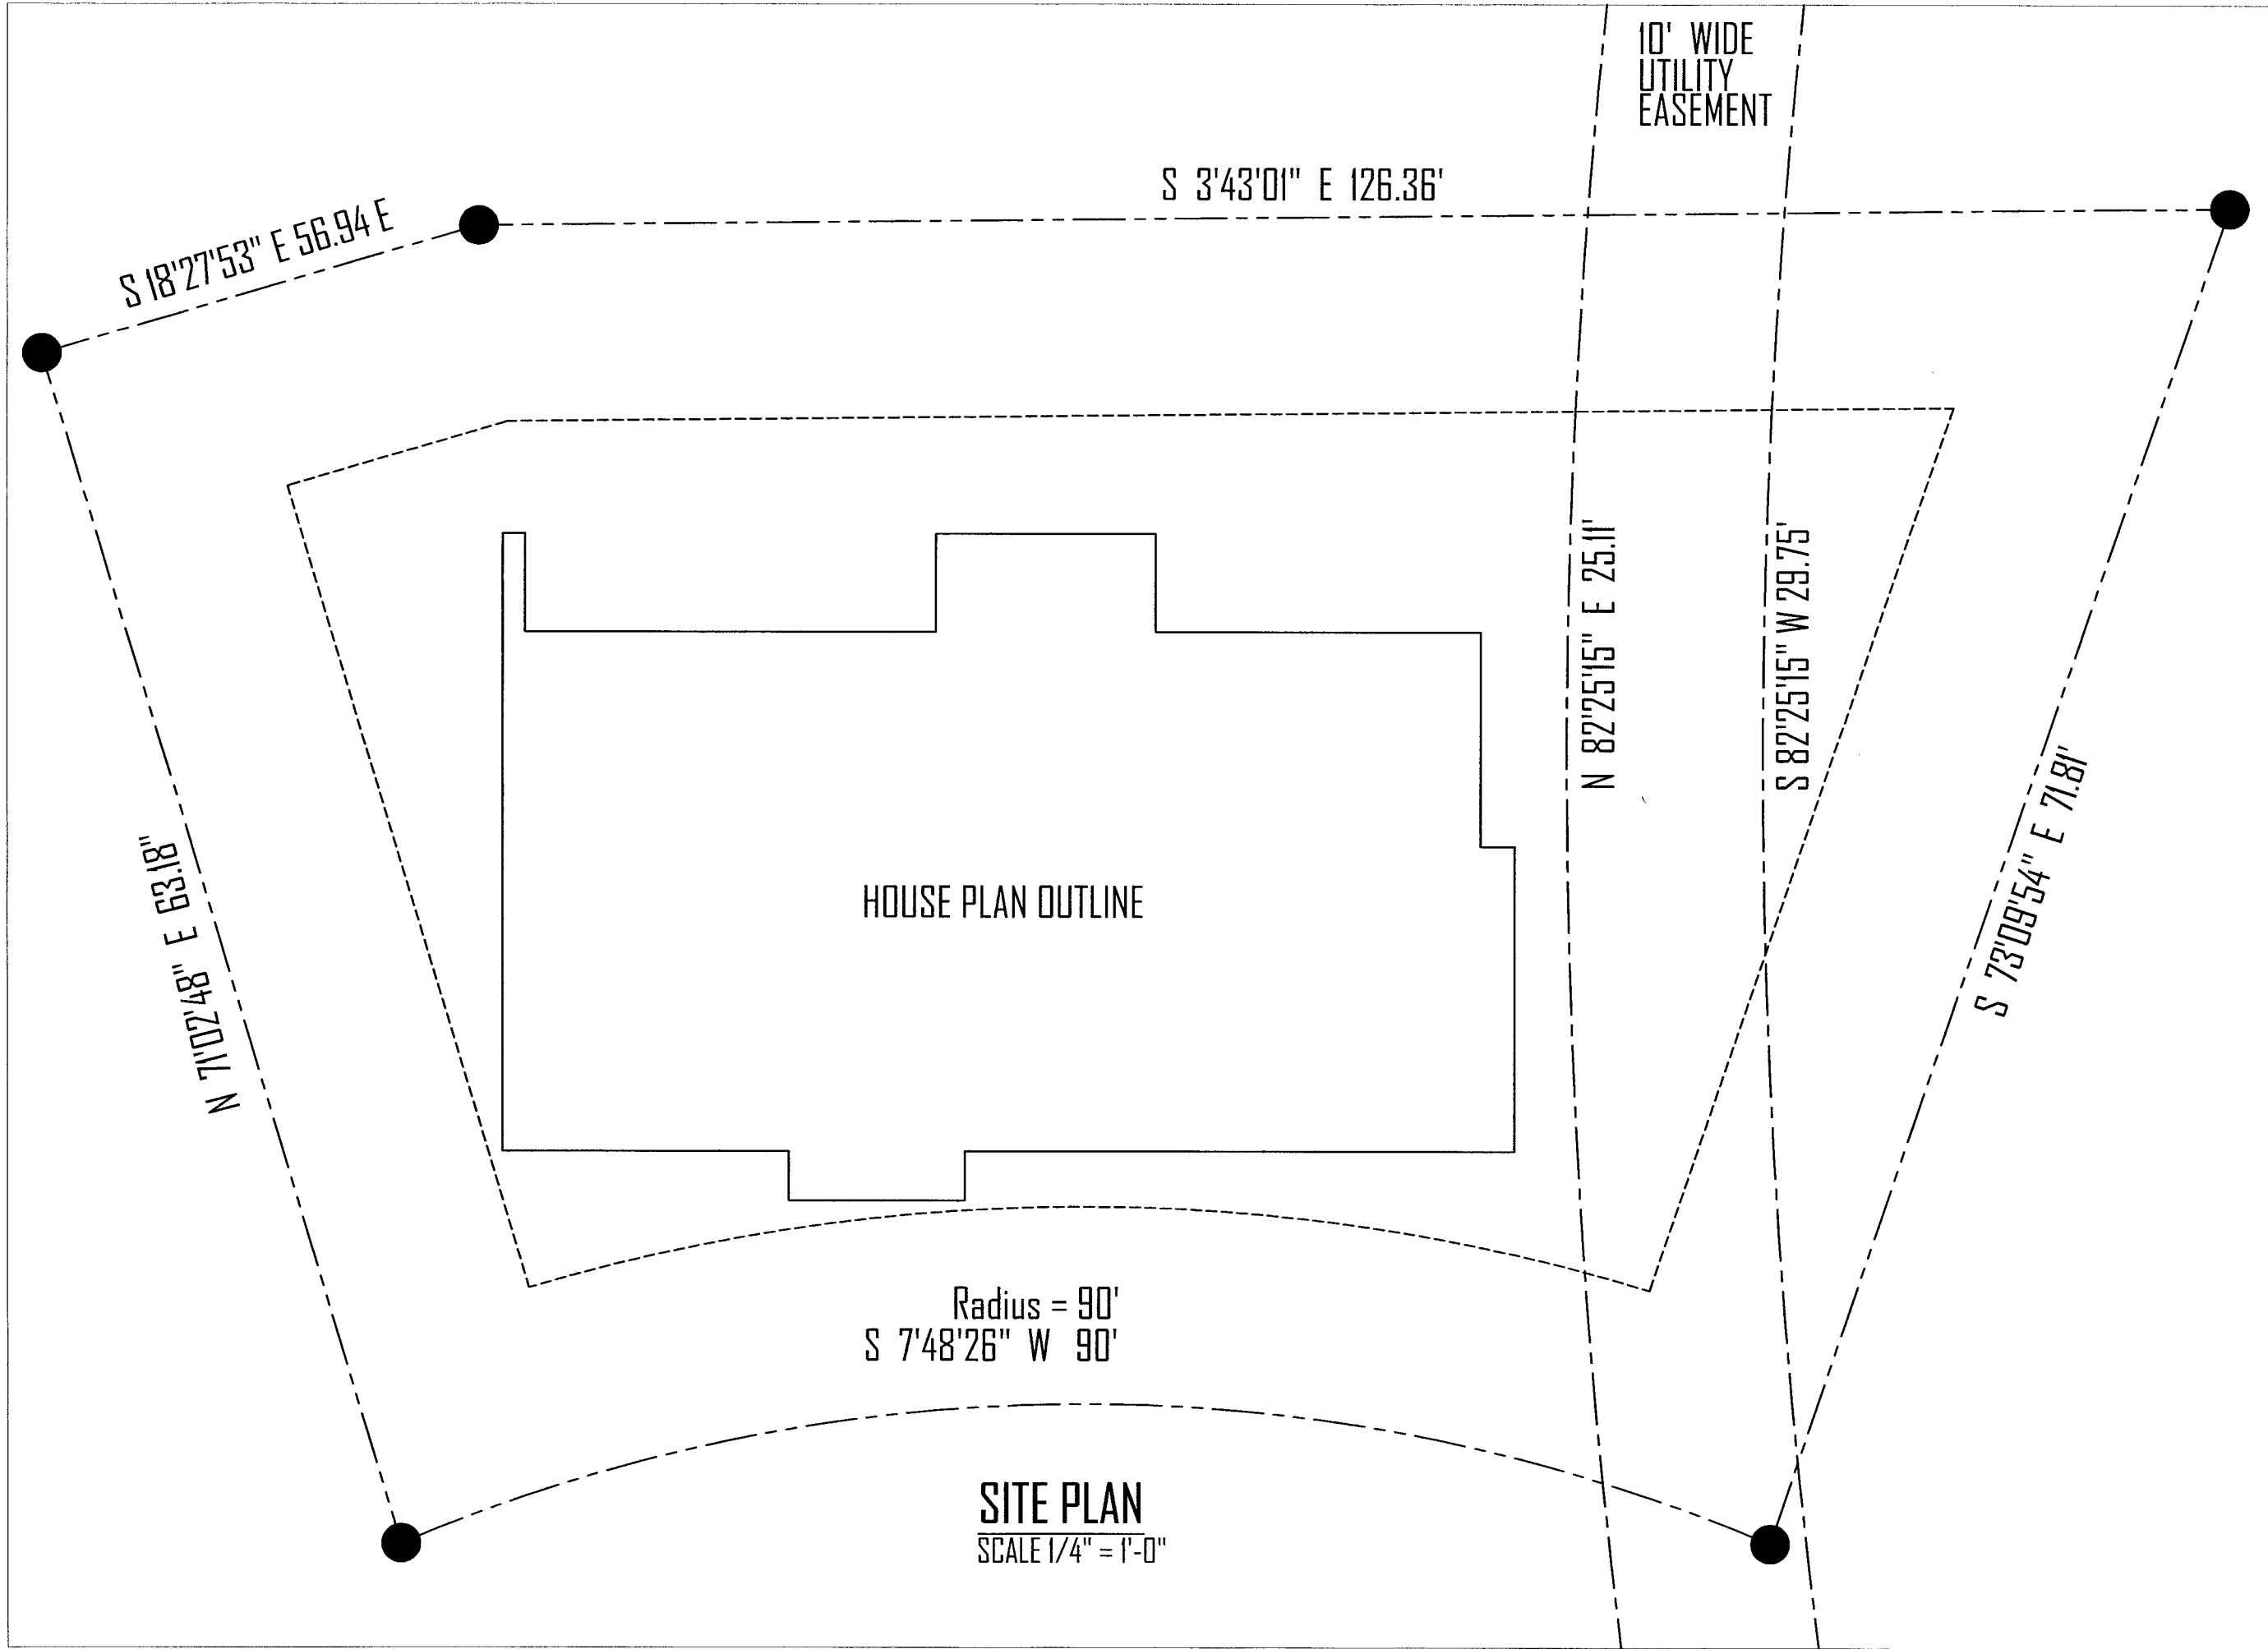 10' WIDE
UTILITY
EASEMENT
S 3'43'01" E 126.36'
S 18'27'53" E 56.94 E
N 82'25'15" E 25.11'
S 82'25'15" W 29.75'
S 73'09'54" E 71.81'
N 71'02'48" E 63.18"
HOUSE PLAN OUTLINE
Radius = 90'
S 7'48'26" W 90'
SITE PLAN
SCALE 1/4" = 1'-0"